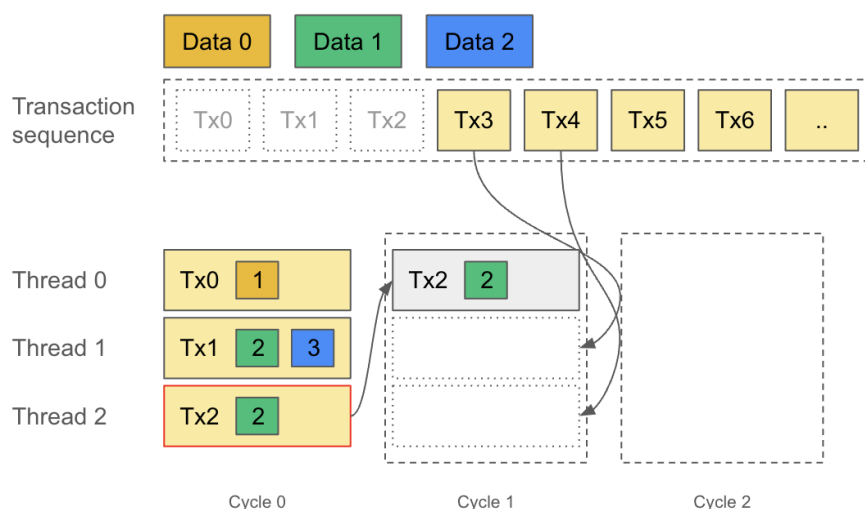 Data 0 Data 1 Data 2
Transaction sequence Tx0 Tx1 Tx2 Tx3 Tx4 Tx5 Tx6 ..
Thread 0 Tx0 1 Tx2 2
Thread 1 Tx1 2 3
Thread 2 Tx2 2
Cycle 0 Cycle 1 Cycle 2